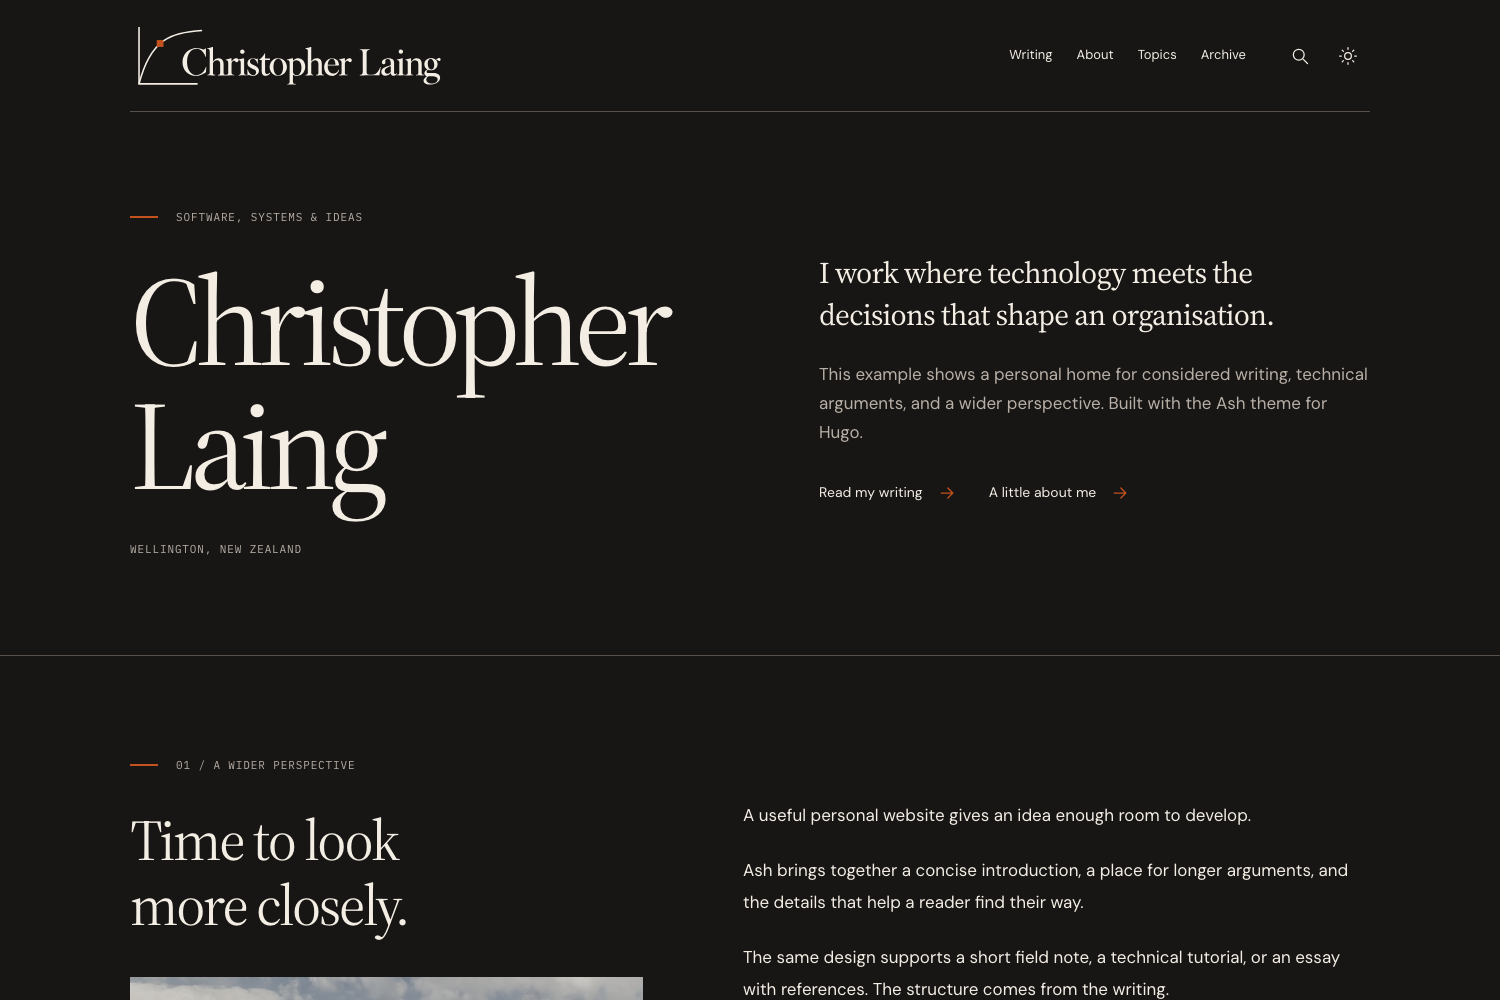 Christopher Laing
Writing
About
Topics
Archive
SOFTWARE, SYSTEMS & IDEAS
Christopher
Laing
WELLINGTON, NEW ZEALAND
I work where technology meets the
decisions that shape an organisation.
This example shows a personal home for considered writing, technical
arguments, and a wider perspective. Built with the Ash theme for
Hugo.
Read my writing
A little about me
01 / A WIDER PERSPECTIVE
Time to look
more closely.
A useful personal website gives an idea enough room to develop.
Ash brings together a concise introduction, a place for longer arguments, and
the details that help a reader find their way.
The same design supports a short field note, a technical tutorial, or an essay
with references. The structure comes from the writing.